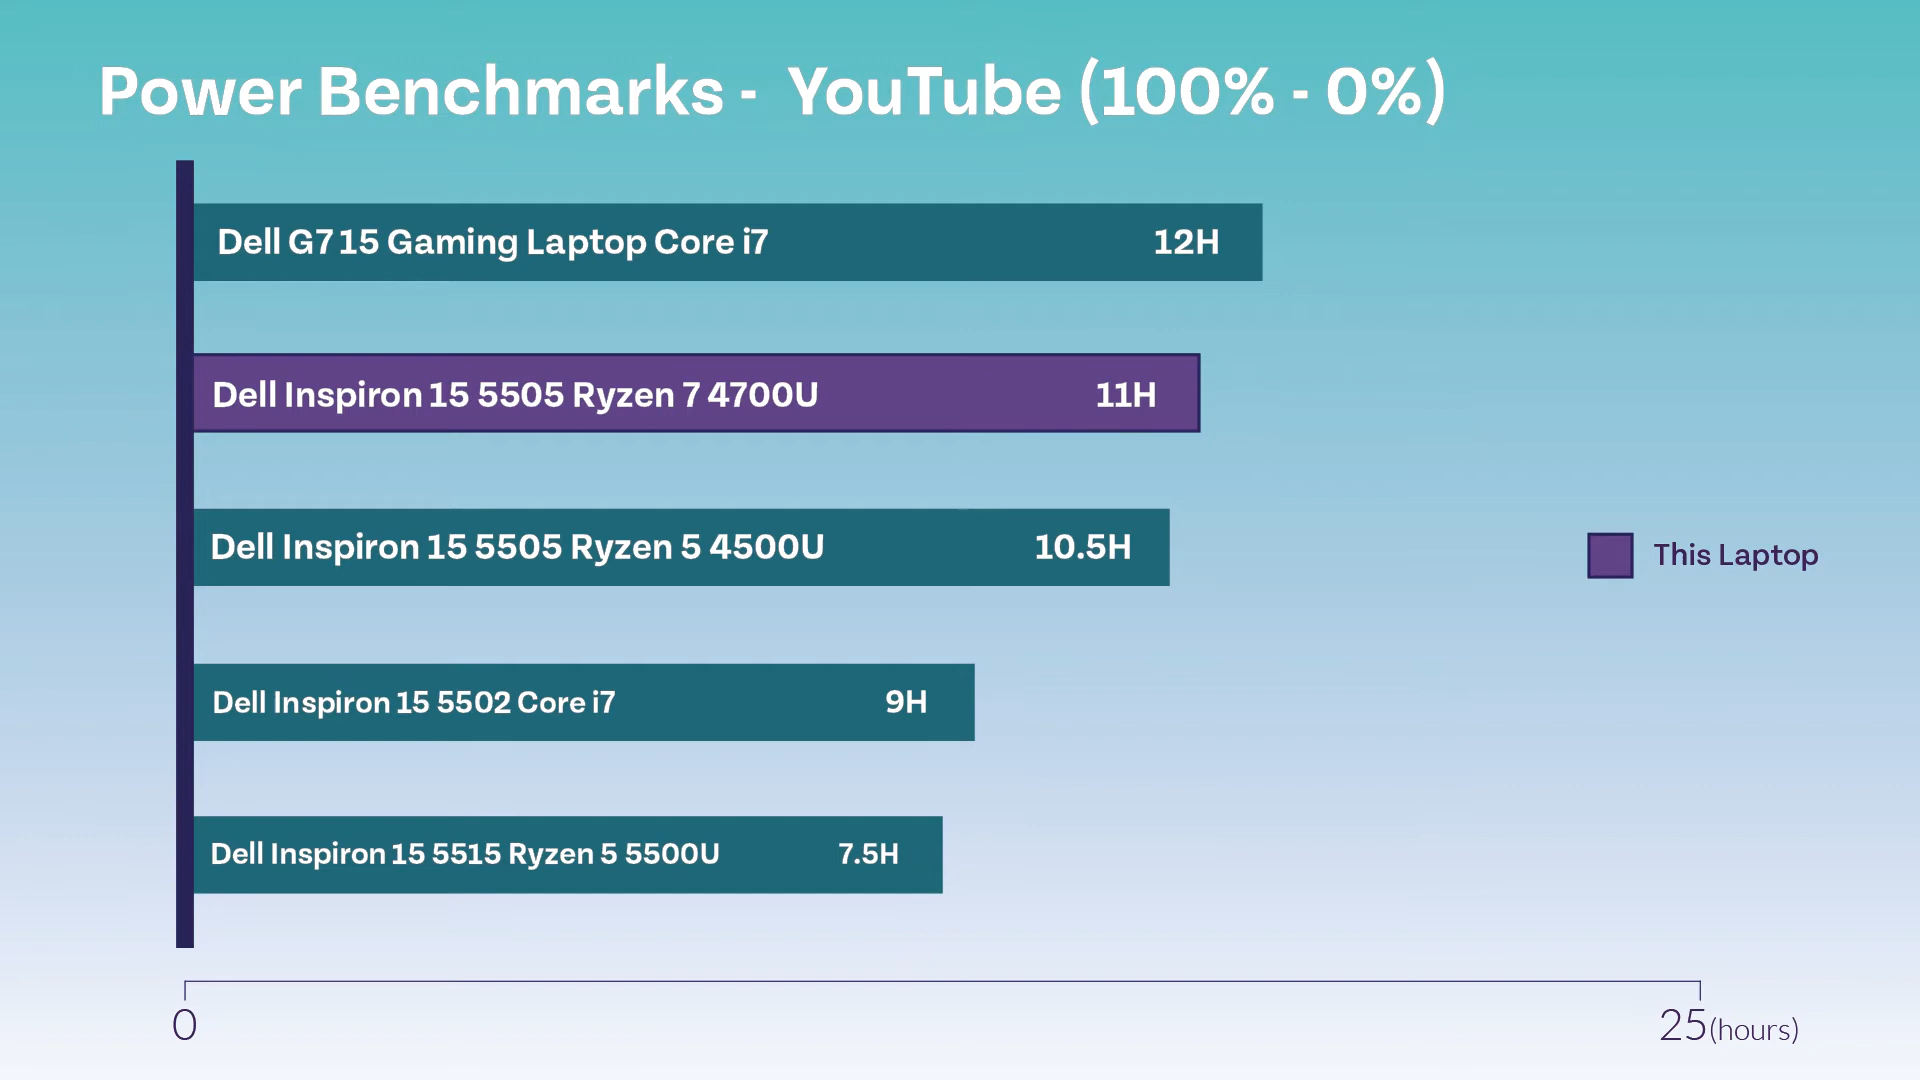 Power Benchmarks - YouTube (100% - 0%)
Dell G7 15 Gaming Laptop Core i7 12H
Dell Inspiron 15 5505 Ryzen 7 4700U 11H
Dell Inspiron 15 5505 Ryzen 5 4500U 10.5H
This Laptop
Dell Inspiron 15 5502 Core i7 9H
Dell Inspiron 15 5515 Ryzen 5 5500U 7.5H
0 25(hours)